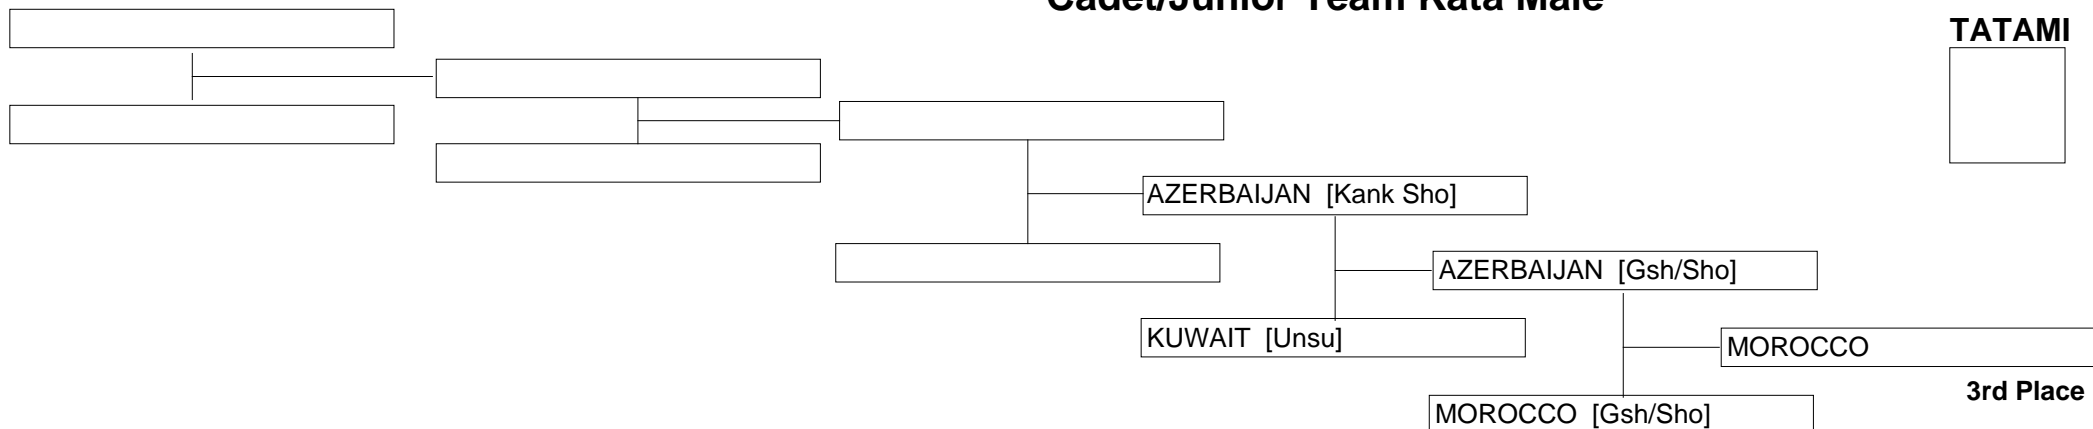 Cadet/Junior Team Kata Male
TATAMI
AZERBAIJAN [Kank Sho]
AZERBAIJAN [Gsh/Sho]
KUWAIT [Unsu]
MOROCCO
3rd Place
MOROCCO [Gsh/Sho]